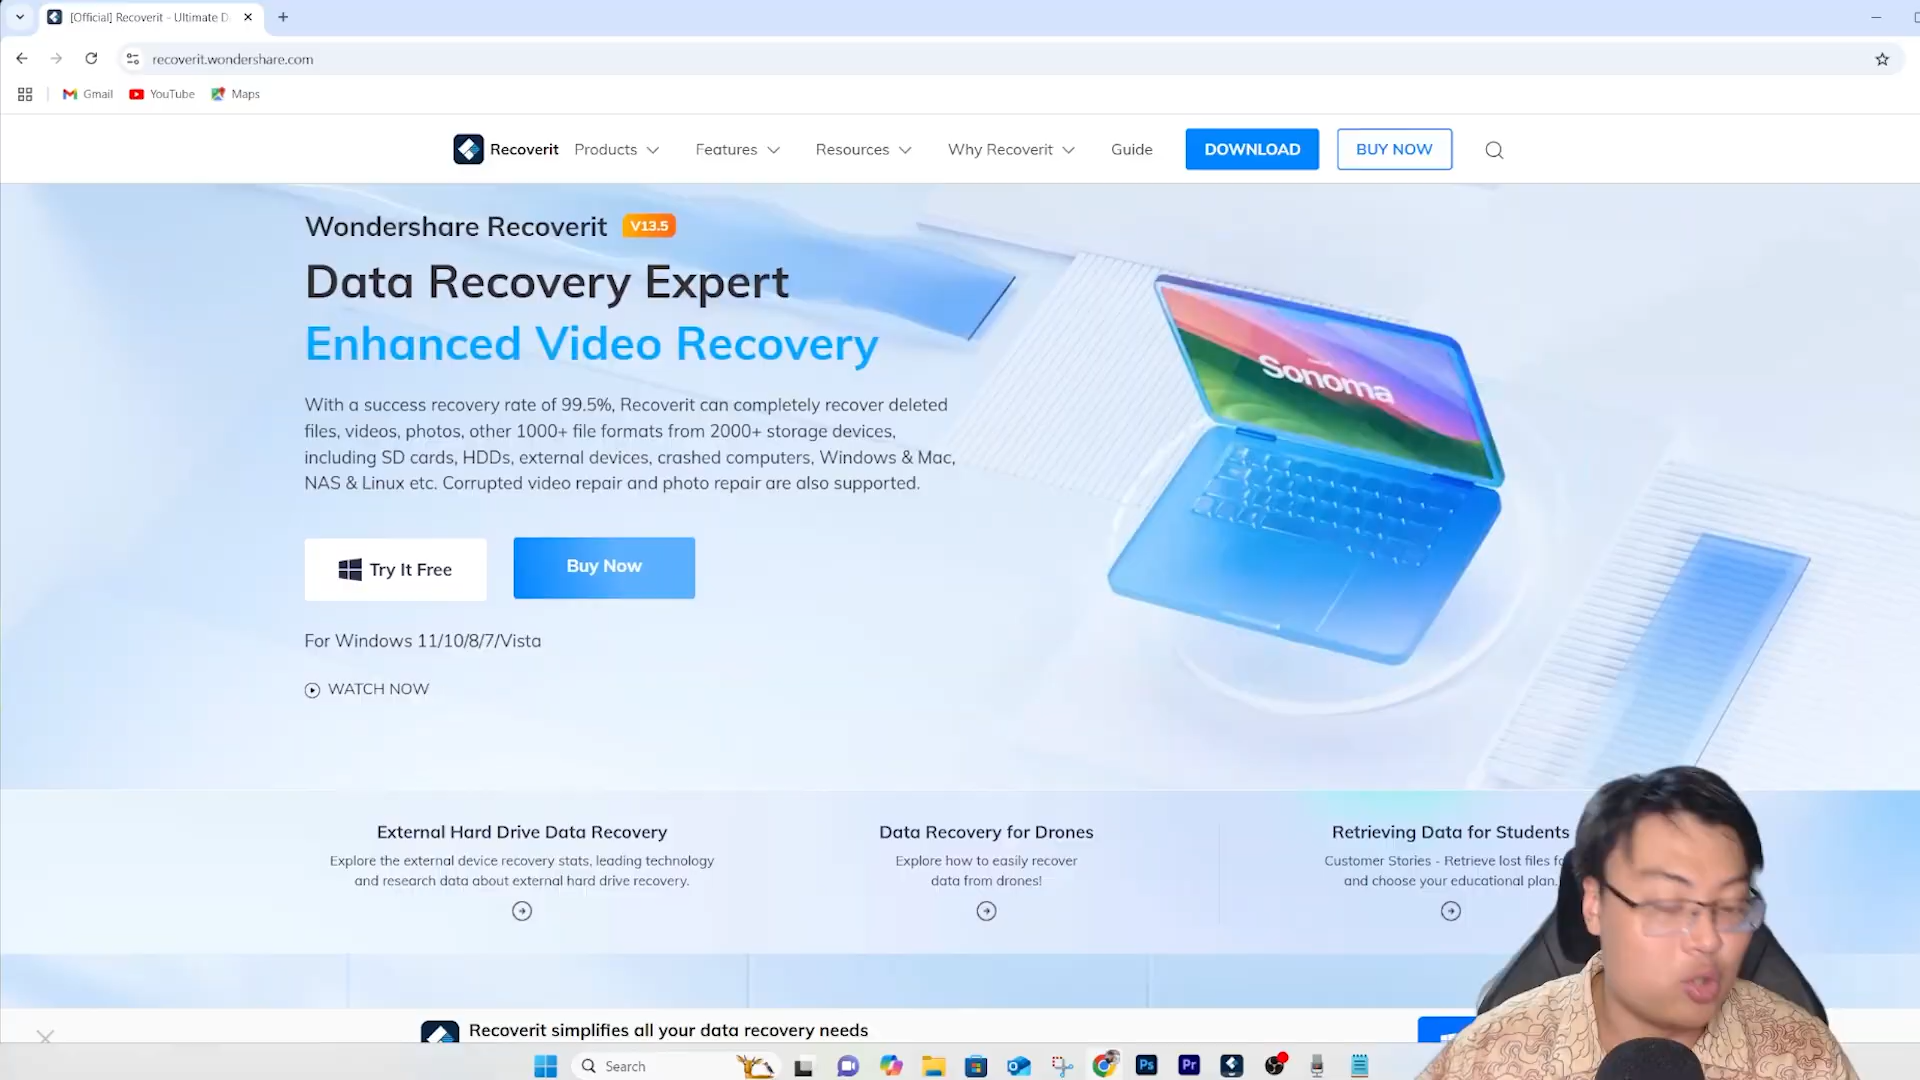 [Official] Recoverit - Ultimate D
recoverit.wondershare.com
Gmail
YouTube
Maps
Recoverit
Products
Features
Resources
Why Recoverit
Guide
DOWNLOAD
BUY NOW
Wondershare Recoverit
V13.5
Data Recovery Expert
Enhanced Video Recovery
With a success recovery rate of 99.5%, Recoverit can completely recover deleted
files, videos, photos, other 1000+ file formats from 2000+ storage devices,
including SD cards, HDDs, external devices, crashed computers, Windows & Mac,
NAS & Linux etc. Corrupted video repair and photo repair are also supported.
Try It Free
Buy Now
For Windows 11/10/8/7/Vista
WATCH NOW
Sonoma
External Hard Drive Data Recovery
Explore the external device recovery stats, leading technology
and research data about external hard drive recovery.
Data Recovery for Drones
Explore how to easily recover
data from drones!
Retrieving Data for Students
Customer Stories - Retrieve lost files
and choose your educational plan.
Recoverit simplifies all your data recovery needs
Search
Ps
Pr